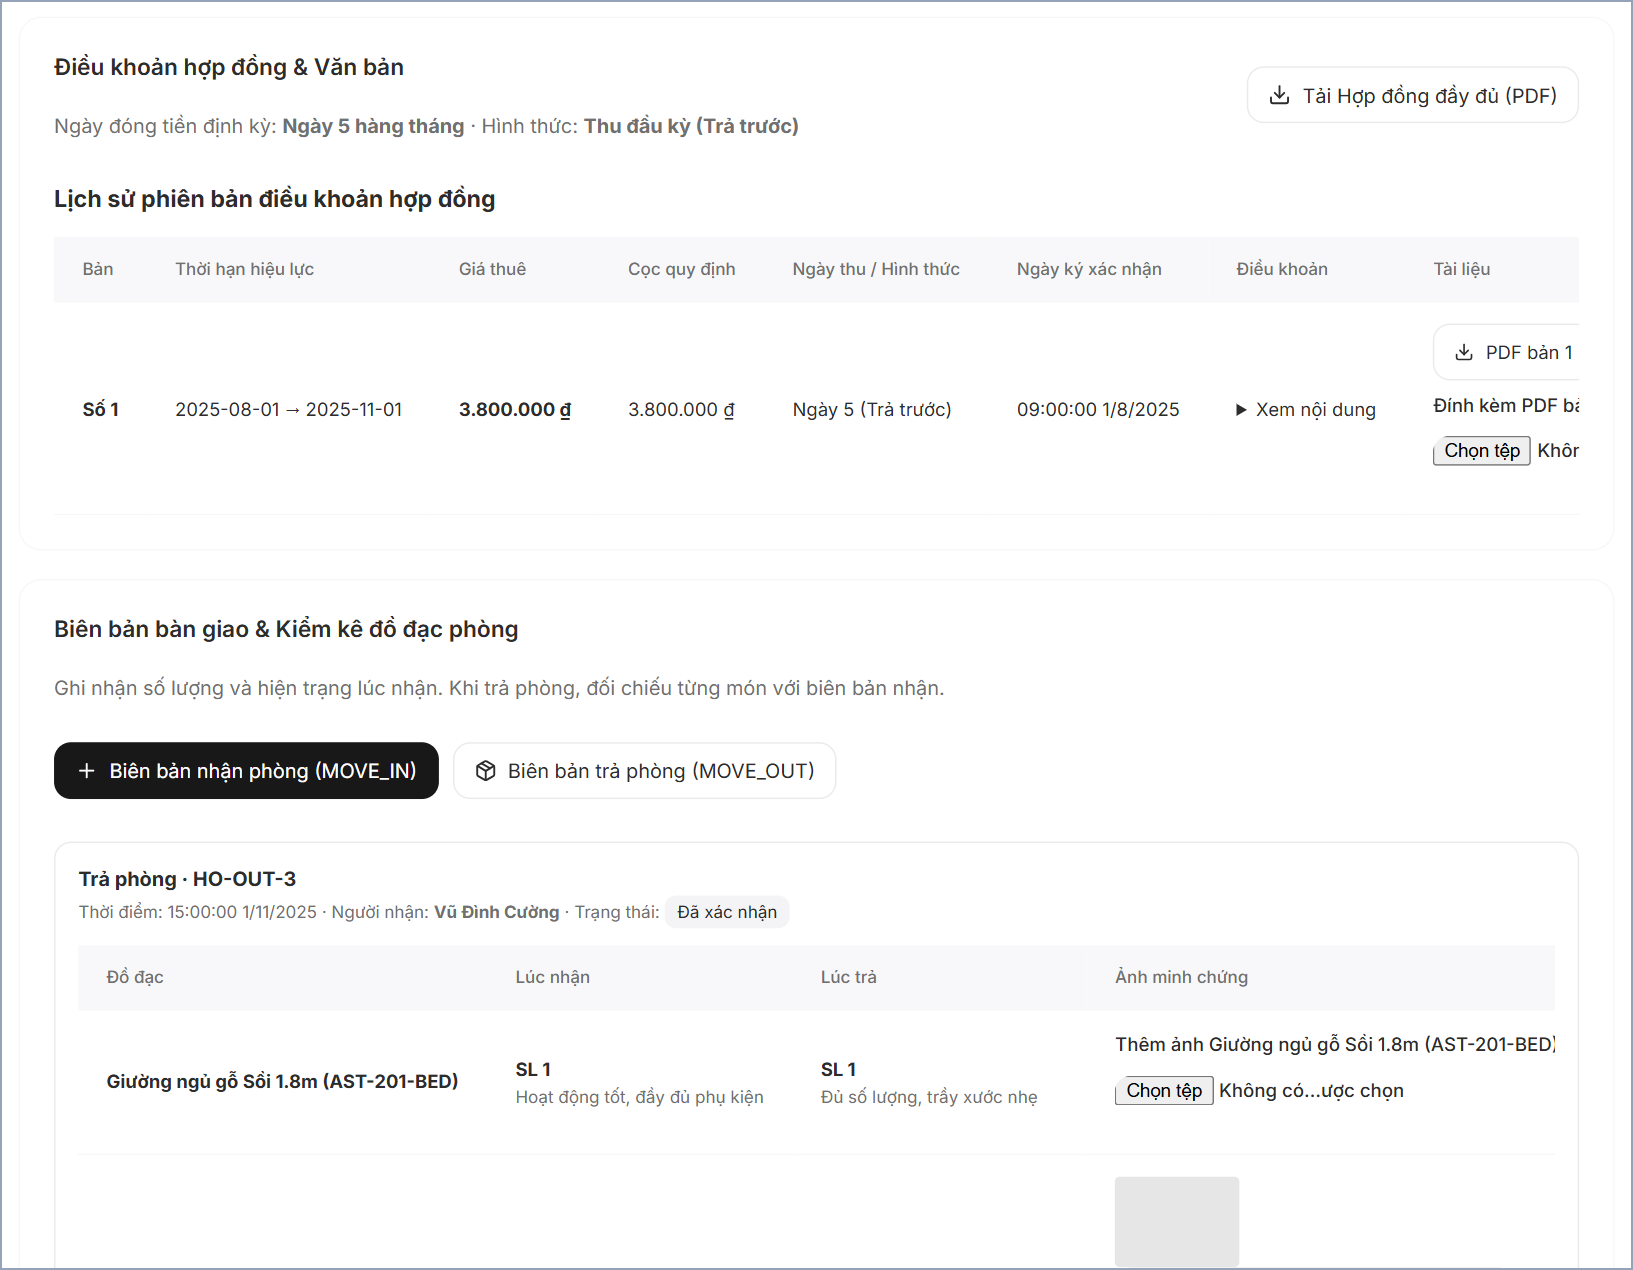 Điều khoản hợp đồng & Văn bản
Tải Hợp đồng đầy đủ (PDF)
Ngày đóng tiền định kỳ: Ngày 5 hàng tháng · Hình thức: Thu đầu kỳ (Trả trước)
Lịch sử phiên bản điều khoản hợp đồng
Bản Thời hạn hiệu lực Giá thuê Cọc quy định Ngày thu / Hình thức Ngày ký xác nhận Điều khoản Tài liệu
PDF bản 1
Số 1 2025-08-01 → 2025-11-01 3.800.000 ₫ 3.800.000 ₫ Ngày 5 (Trả trước) 09:00:00 1/8/2025 Xem nội dung
Đính kèm PDF
Chọn tệp
Biên bản bàn giao & Kiểm kê đồ đạc phòng
Ghi nhận số lượng và hiện trạng lúc nhận. Khi trả phòng, đối chiếu từng món với biên bản nhận.
Biên bản nhận phòng (MOVE_IN) Biên bản trả phòng (MOVE_OUT)
Trả phòng · HO-OUT-3
Thời điểm: 15:00:00 1/11/2025 · Người nhận: Vũ Đình Cường · Trạng thái: Đã xác nhận
Đồ đạc Lúc nhận Lúc trả Ảnh minh chứng
Thêm ảnh Giường ngủ gỗ Sồi 1.8m (AST-201-BED)
Giường ngủ gỗ Sồi 1.8m (AST-201-BED)
SL 1 SL 1
Hoạt động tốt, đầy đủ phụ kiện Đủ số lượng, trầy xước nhẹ
Chọn tệp Không có...ược chọn